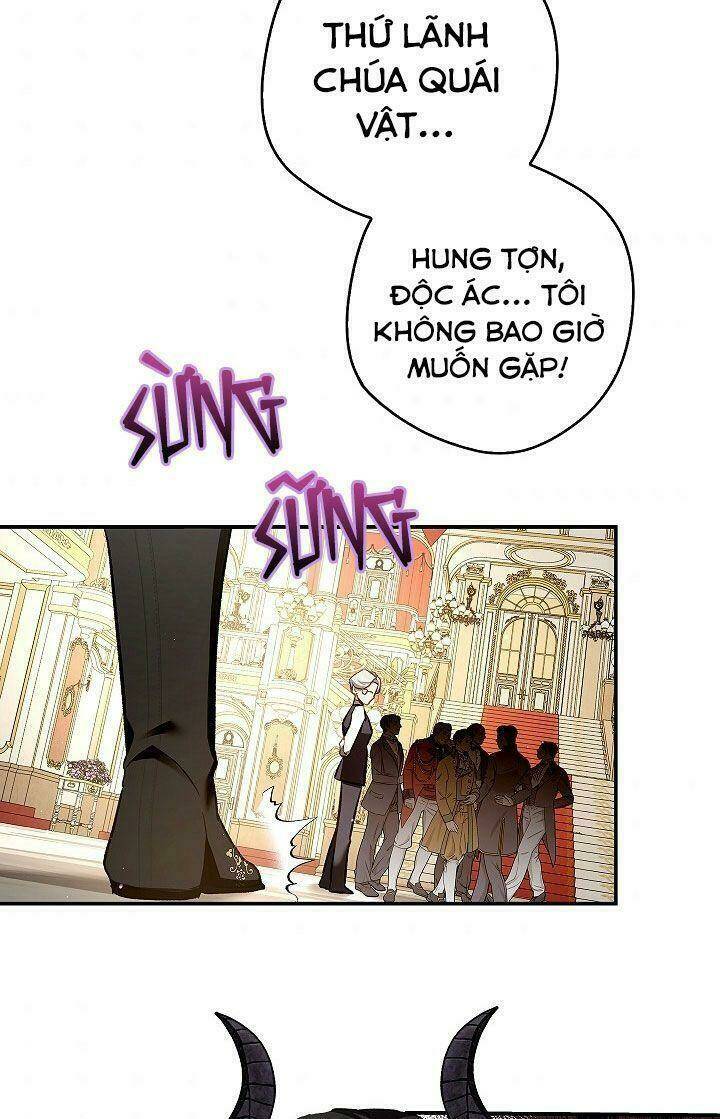 THỨ LÃNH
CHÚA QUÁI
VẬT...
HUNG TỢN,
ĐỘC ÁC... TÔI
KHÔNG BAO GIỜ
MUỐN GẶP!
SỪNG
SỮNG